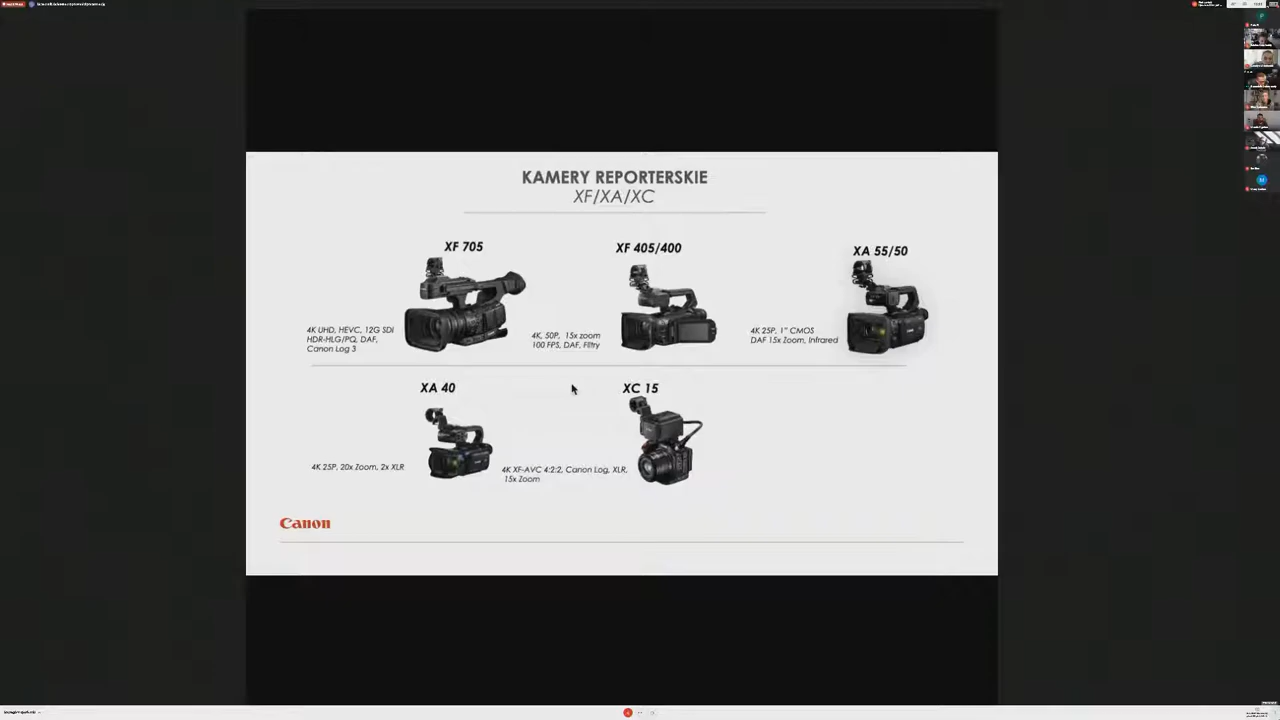 KAMERY REPORTERSKIE
XF/XA/XC
XF 705
4K UHD, HEVC, 12G SDI
HDR-HLG/PQ, DAF,
Canon Log 3
XF 405/400
4K, 50P, 15x zoom
100 FPS, DAF, Filtry
XA 55/50
4K 25P, 1" CMOS
DAF 15x Zoom, Infrared
XA 40
4K 25P, 20x Zoom, 2x XLR
XC 15
4K XF-AVC 4:2:2, Canon Log, XLR,
15x Zoom
Canon